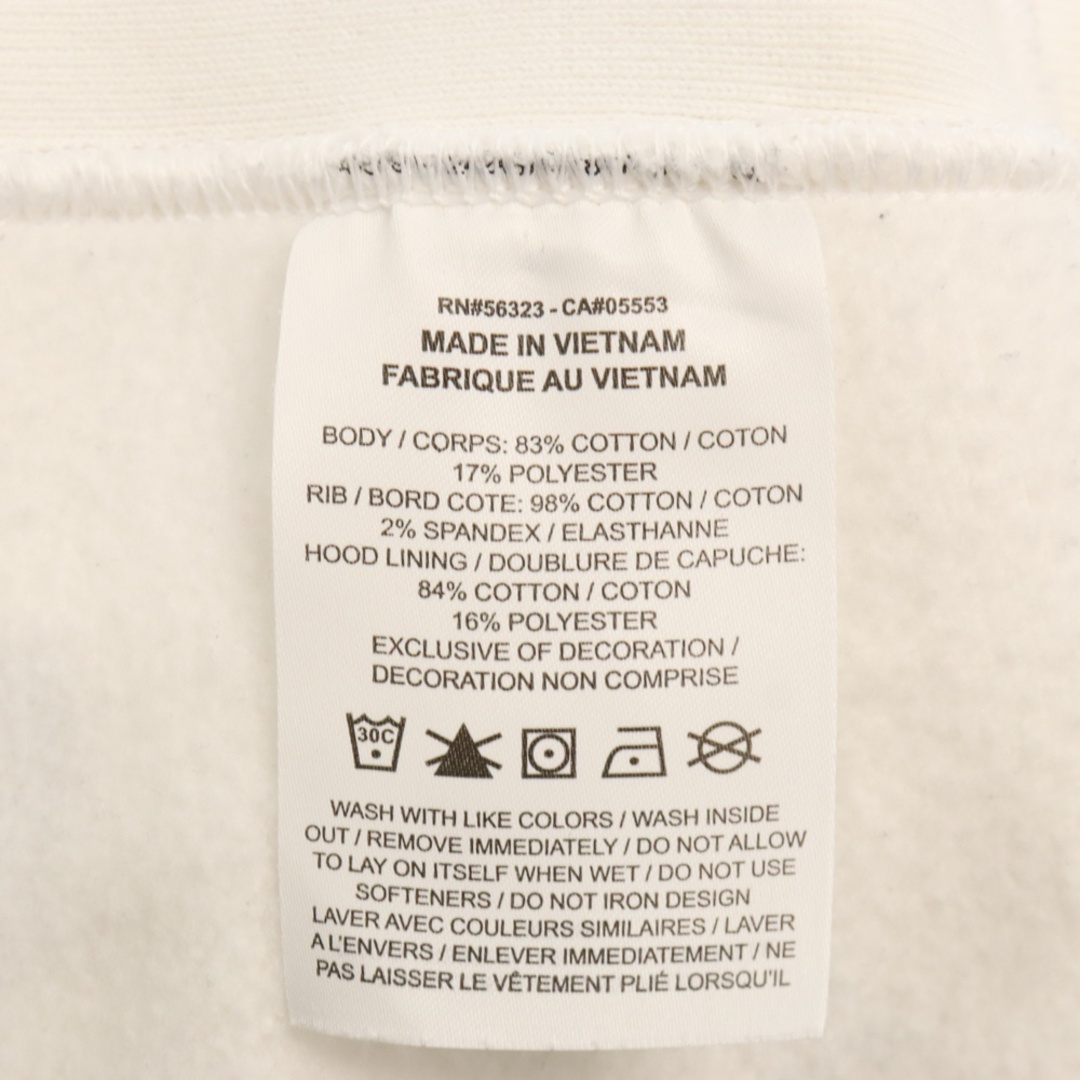 RN#56323 - CA#05553
MADE IN VIETNAM
FABRIQUE AU VIETNAM
BODY / CORPS: 83% COTTON / COTON
17% POLYESTER
RIB / BORD COTE: 98% COTTON / COTON
2% SPANDEX / ELASTHANNE
HOOD LINING / DOUBLURE DE CAPUCHE:
84% COTTON / COTON
16% POLYESTER
EXCLUSIVE OF DECORATION /
DECORATION NON COMPRISE
30C
WASH WITH LIKE COLORS / WASH INSIDE
OUT / REMOVE IMMEDIATELY / DO NOT ALLOW
TO LAY ON ITSELF WHEN WET / DO NOT USE
SOFTENERS / DO NOT IRON DESIGN
LAVER AVEC COULEURS SIMILAIRES / LAVER
A L'ENVERS / ENLEVER IMMEDIATEMENT / NE
PAS LAISSER LE VÊTEMENT PLIÉ LORSQU'IL